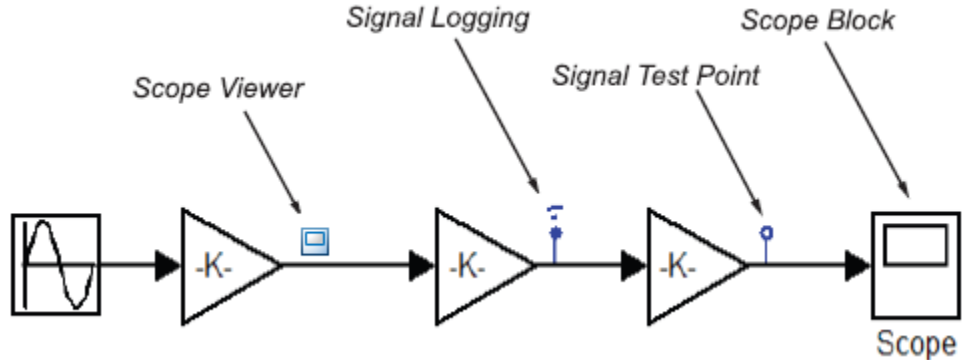 Signal Logging
Scope Block
Scope Viewer
Signal Test Point
-K-
-K-
-K-
Scope